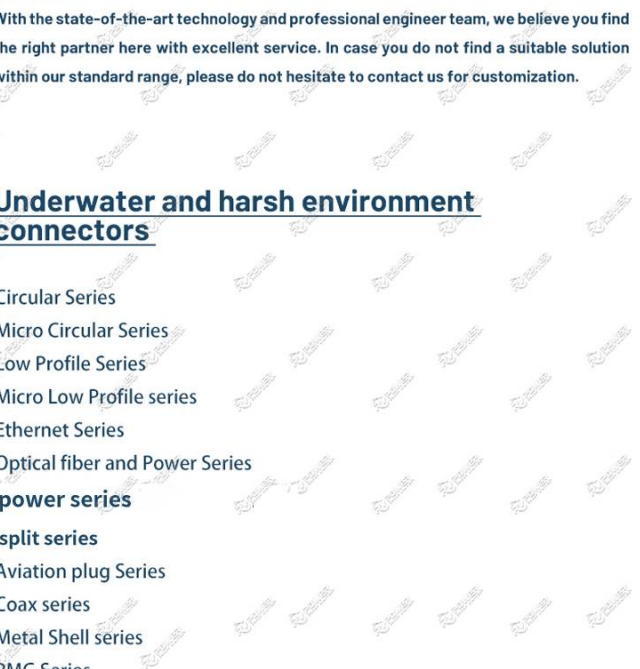 With the state-of-the-art technology and professional engineer team, we believe you find
the right partner here with excellent service. In case you do not find a suitable solution
within our standard range, please do not hesitate to contact us for customization.
Underwater and harsh environment
connectors
Circular Series
Micro Circular Series
Low Profile Series
Micro Low Profile series
Ethernet Series
Optical fiber and Power Series
power series
split series
Aviation plug Series
Coax series
Metal Shell series